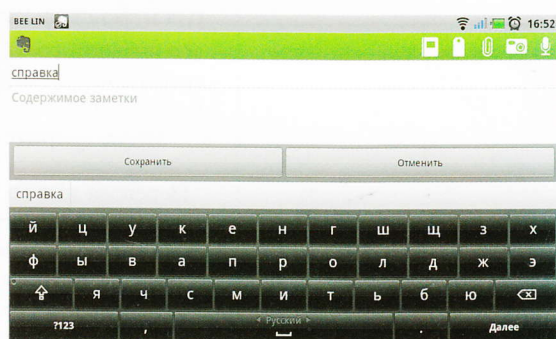 BEE LIN 16:52
справка
Содержимое заметки
Сохранить Отменить
справка
й ц у к е н г ш щ з х
ф ы в а п р о л д ж э
я ч с м и т ь б ю
?123 , Русский . Далее